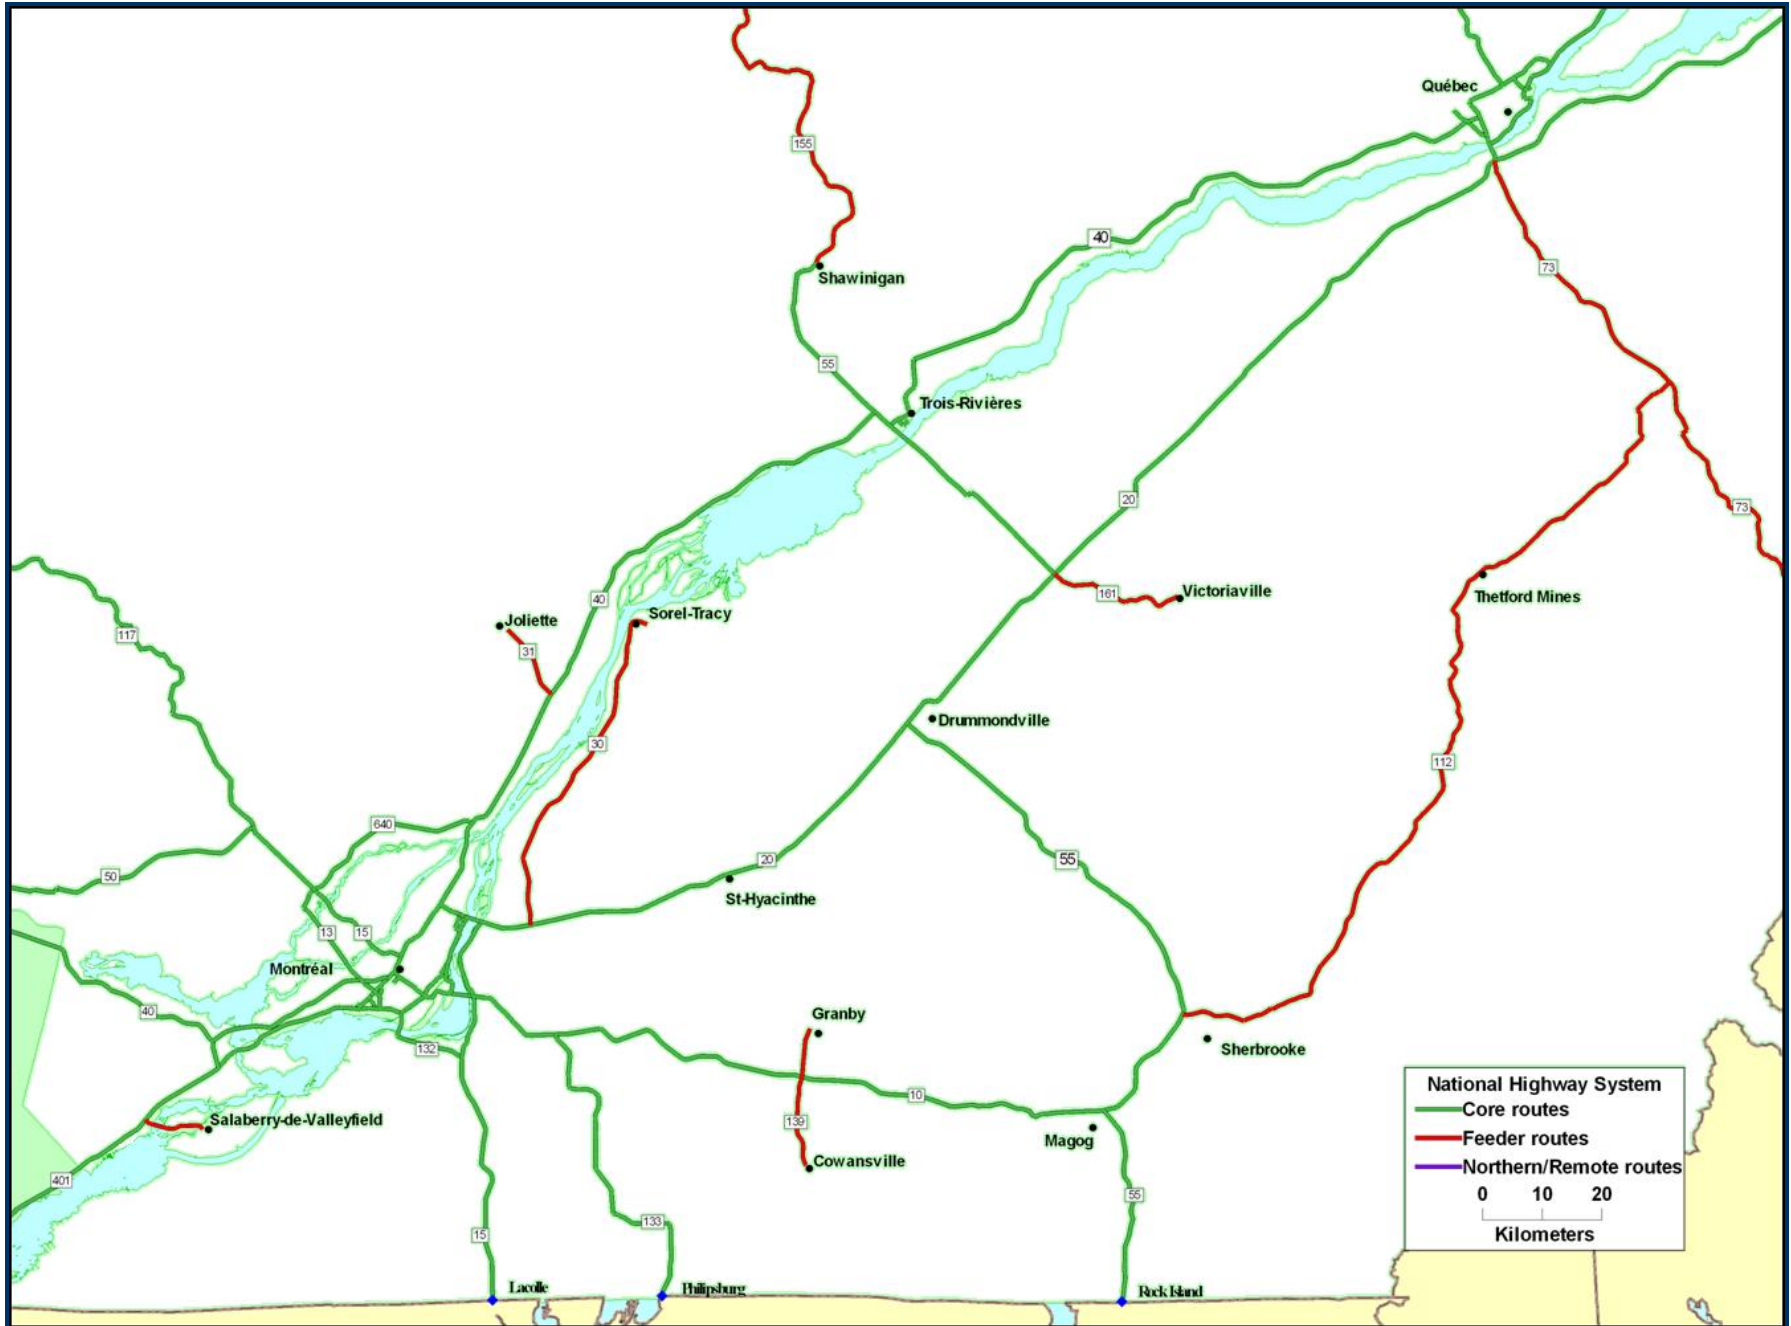 Québec
155
40
73
Shawinigan
55
Trois-Rivières
20
73
117
40
Joliette
Sorel-Tracy
161
Victoriaville
Thetford Mines
31
30
Drummondville
112
640
50
20
55
St-Hyacinthe
13
15
Montréal
40
132
Granby
Sherbrooke
10
139
Magog
Salaberry-de-Valleyfield
Cowansville
401
55
133
15
Lacolle
Philipsburg
Rock Island
National Highway System
Core routes
Feeder routes
Northern/Remote routes
0 10 20
Kilometers